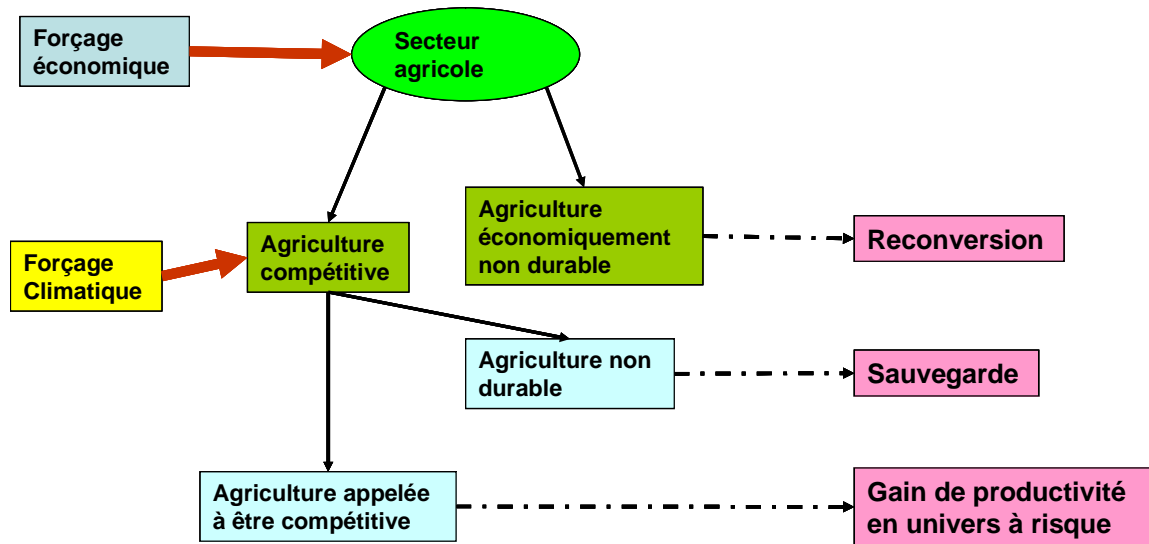 Forçage
économique
Secteur
agricole
Agriculture
économiquement
non durable
Reconversion
Forçage
Climatique
Agriculture
compétitive
Agriculture non
durable
Sauvegarde
Agriculture appelée
à être compétitive
Gain de productivité
en univers à risque